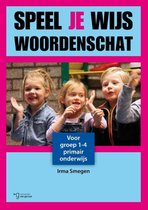 SPEEL JE WIJS
WOORDENSCHAT
Voor
groep 1-4
primair
onderwijs
Irma Smegen